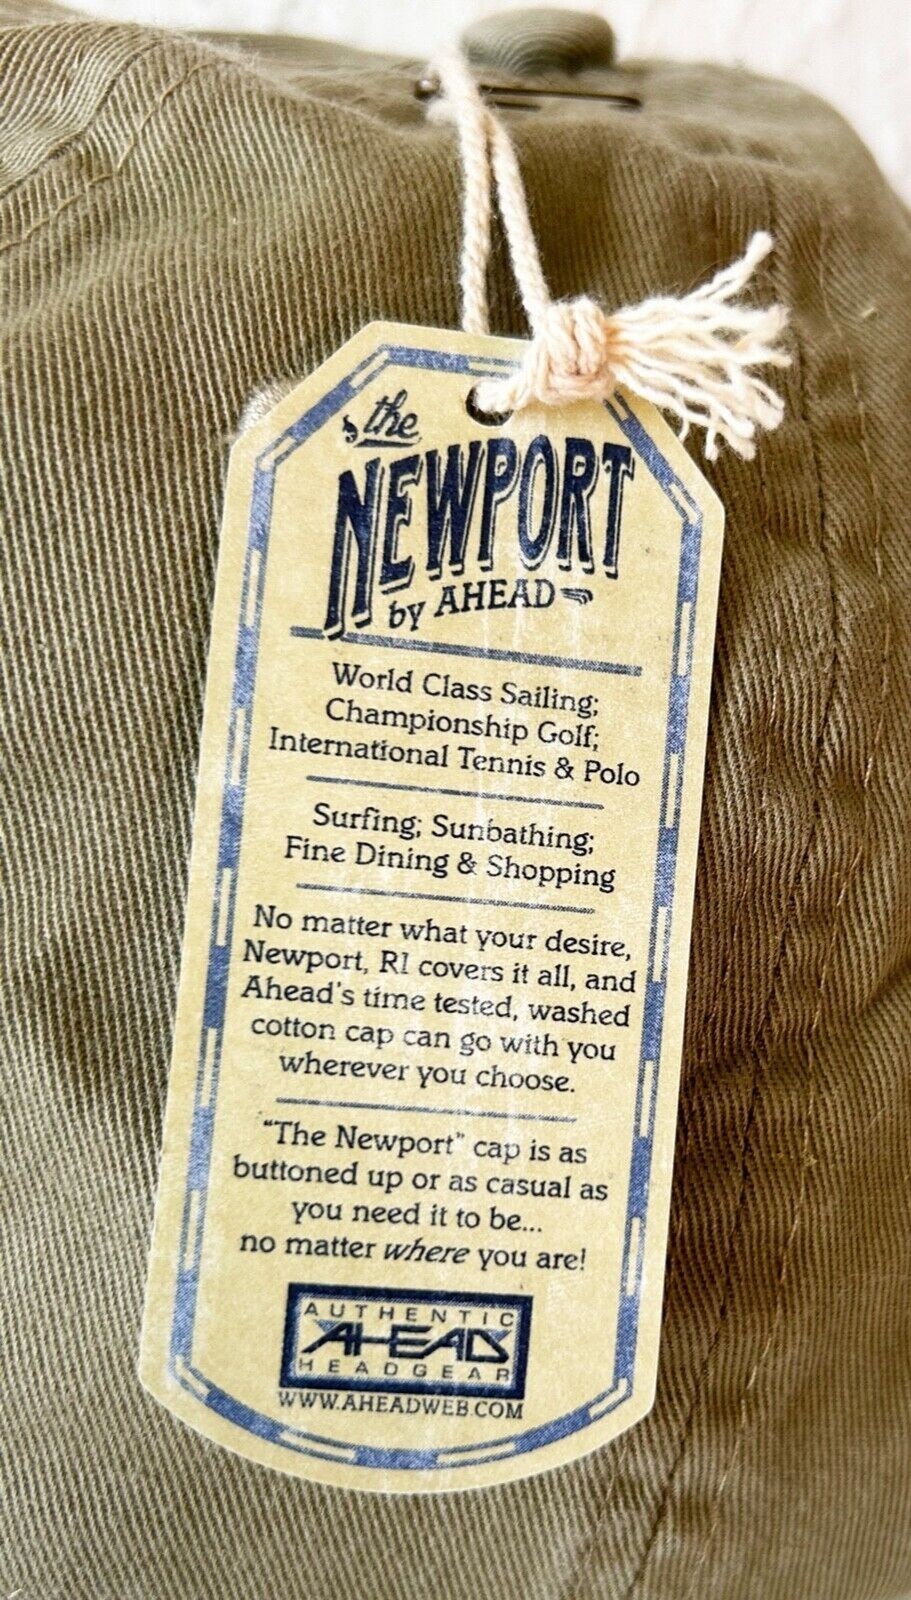 the
NEWPORT
by AHEAD
World Class Sailing;
Championship Golf;
International Tennis & Polo
Surfing; Sunbathing;
Fine Dining & Shopping
No matter what your desire,
Newport, RI covers it all, and
Ahead's time tested, washed
cotton cap can go with you
wherever you choose.
"The Newport" cap is as
buttoned up or as casual as
you need it to be...
no matter where you are!
AUTHENTIC
AHEAD
HEADGEAR
WWW.AHEADWEB.COM